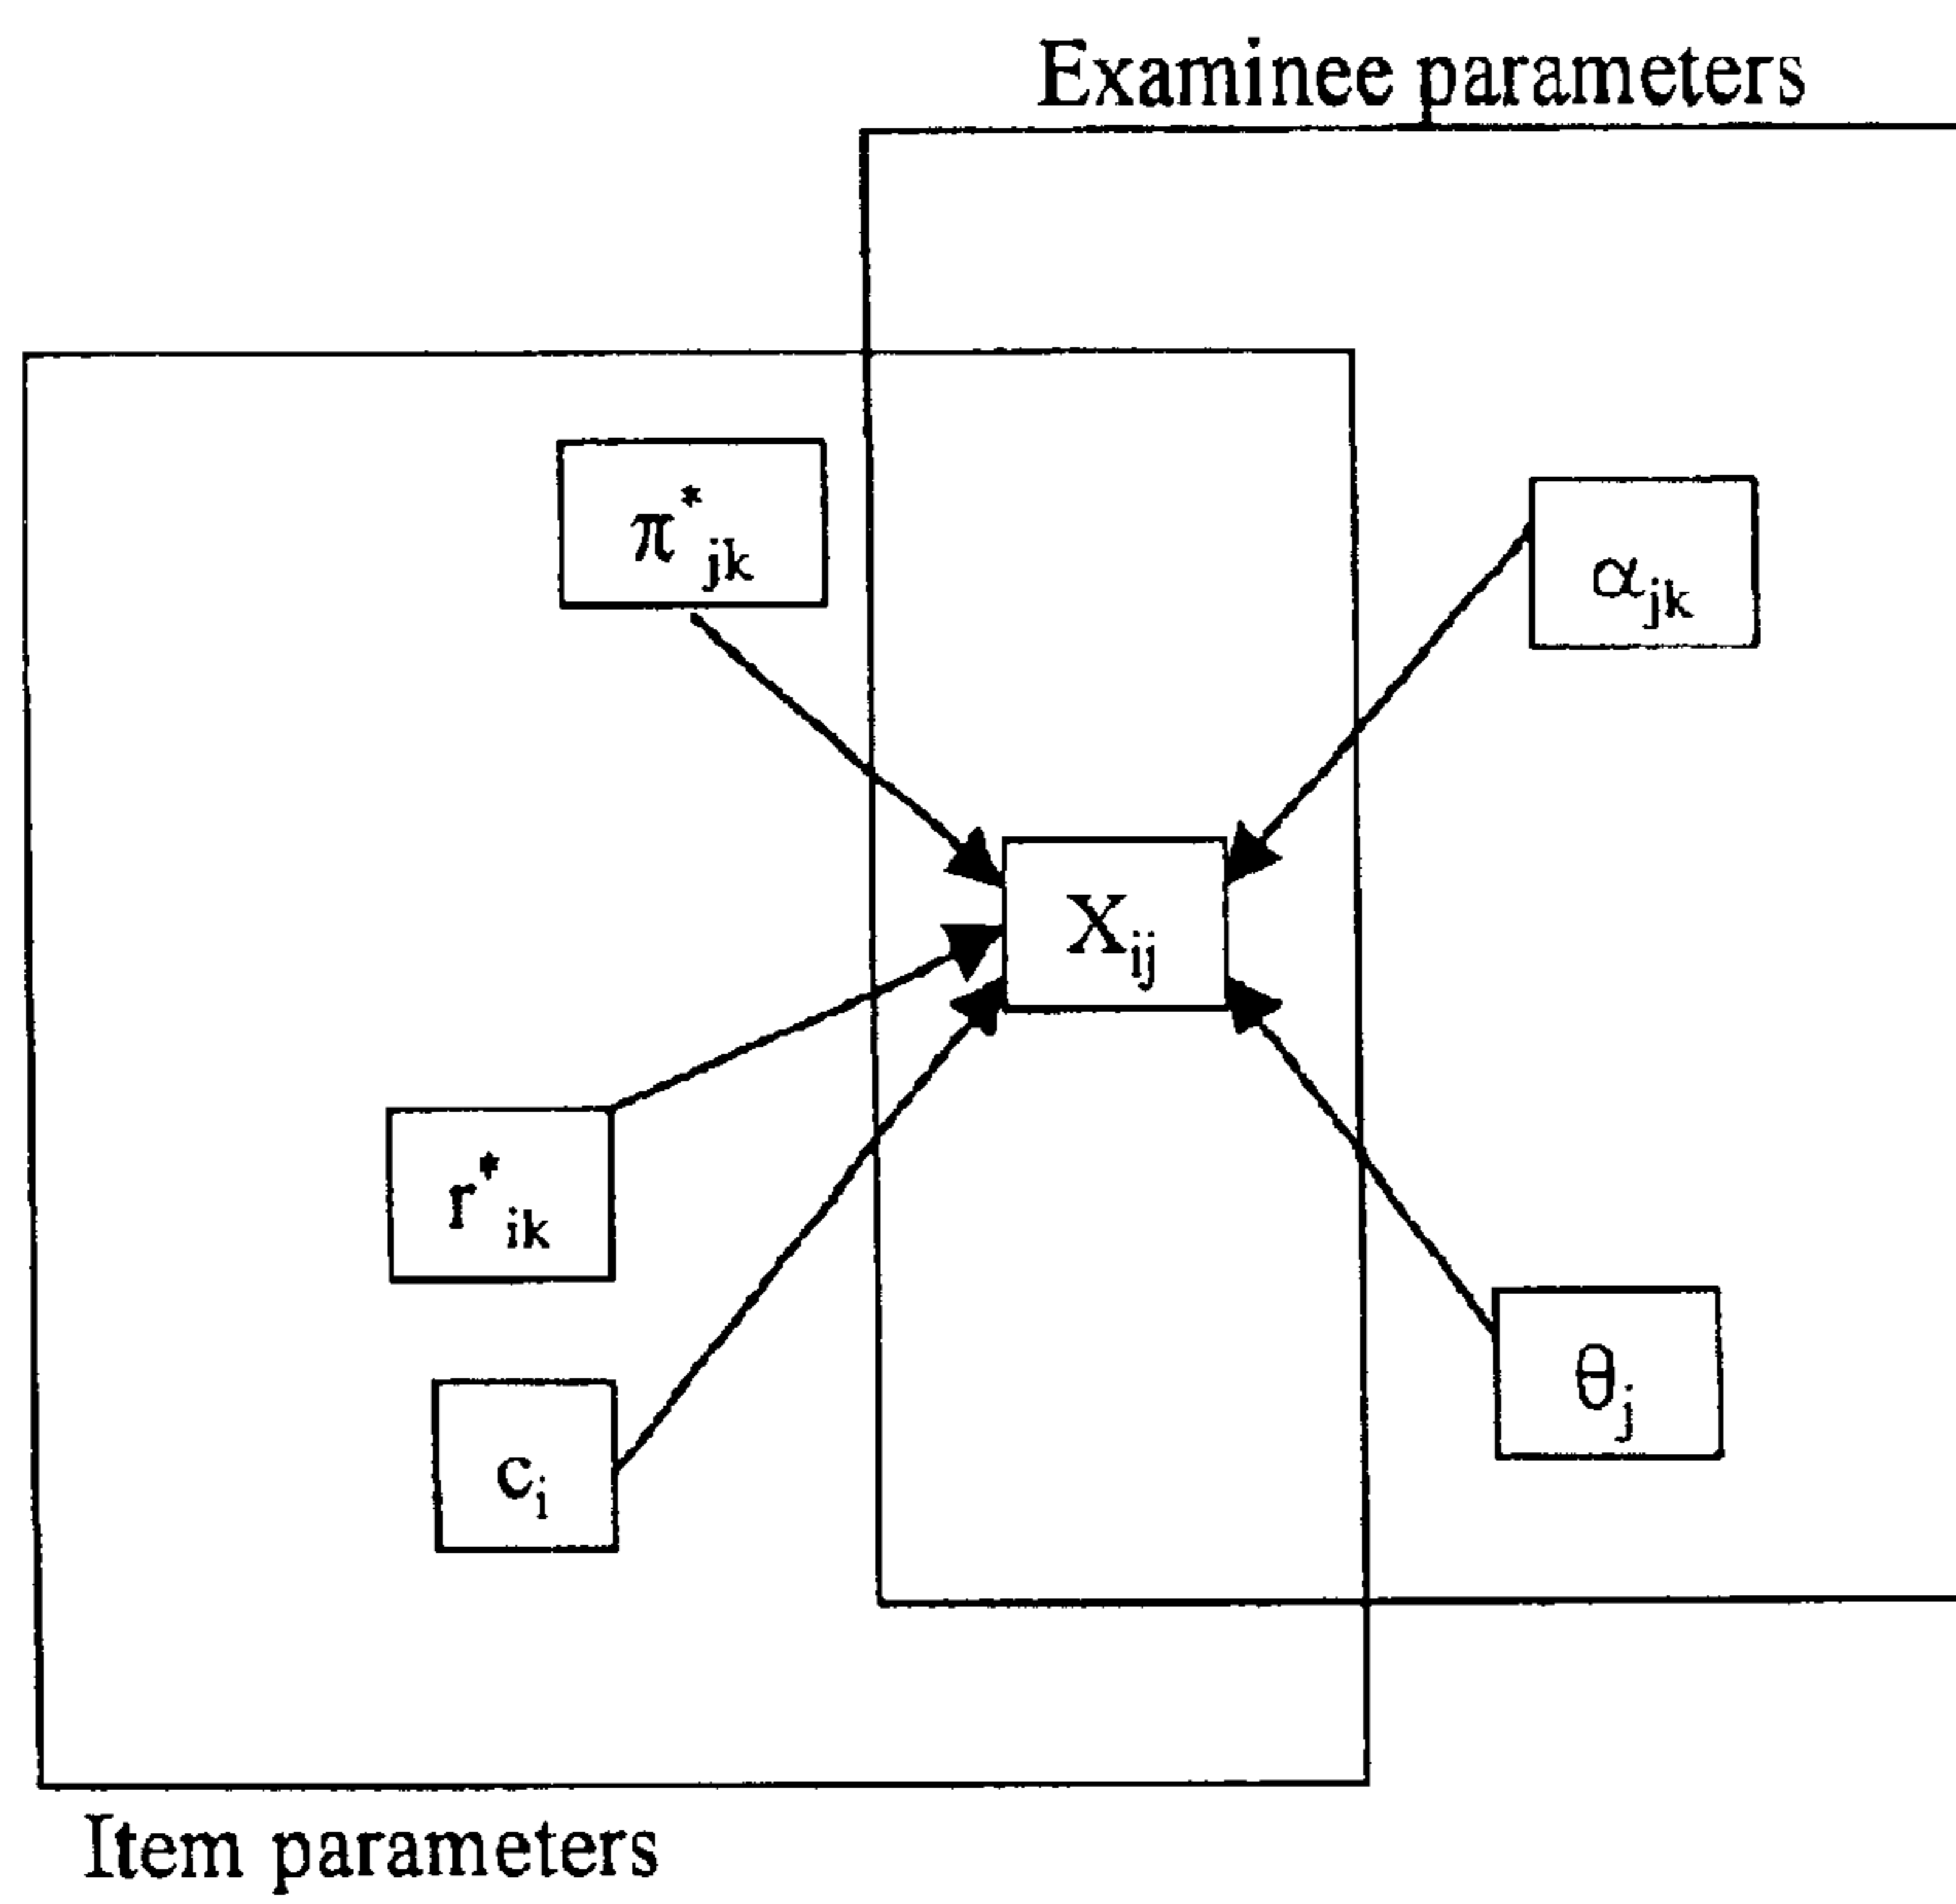 Examinee parameters
π*jk
αjk
Xij
r*ik
θj
ci
Item parameters